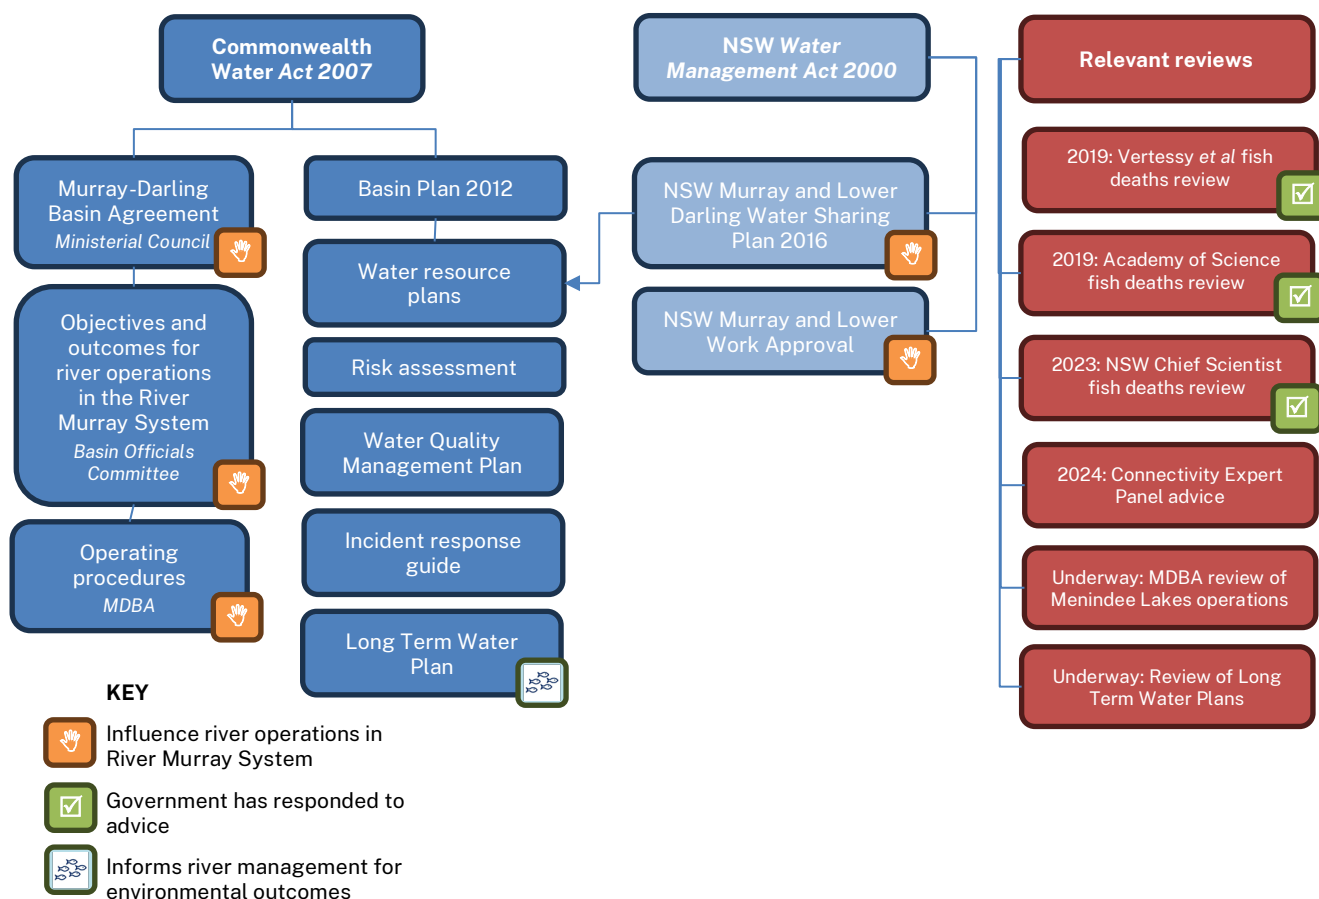 Commonwealth
Water Act 2007
Murray-Darling
Basin Agreement
Ministerial Council
Objectives and
outcomes for
river operations
in the River
Murray System
Basin Officials
Committee
Operating
procedures
MDBA
Basin Plan 2012
Water resource
plans
Risk assessment
Water Quality
Management Plan
Incident response
guide
Long Term Water
Plan
NSW Water
Management Act 2000
NSW Murray and Lower
Darling Water Sharing
Plan 2016
NSW Murray and Lower
Work Approval
Relevant reviews
2019: Vertessy et al fish
deaths review
2019: Academy of Science
fish deaths review
2023: NSW Chief Scientist
fish deaths review
2024: Connectivity Expert
Panel advice
Underway: MDBA review of
Menindee Lakes operations
Underway: Review of Long
Term Water Plans
KEY
Influence river operations in
River Murray System
Government has responded to
advice
Informs river management for
environmental outcomes